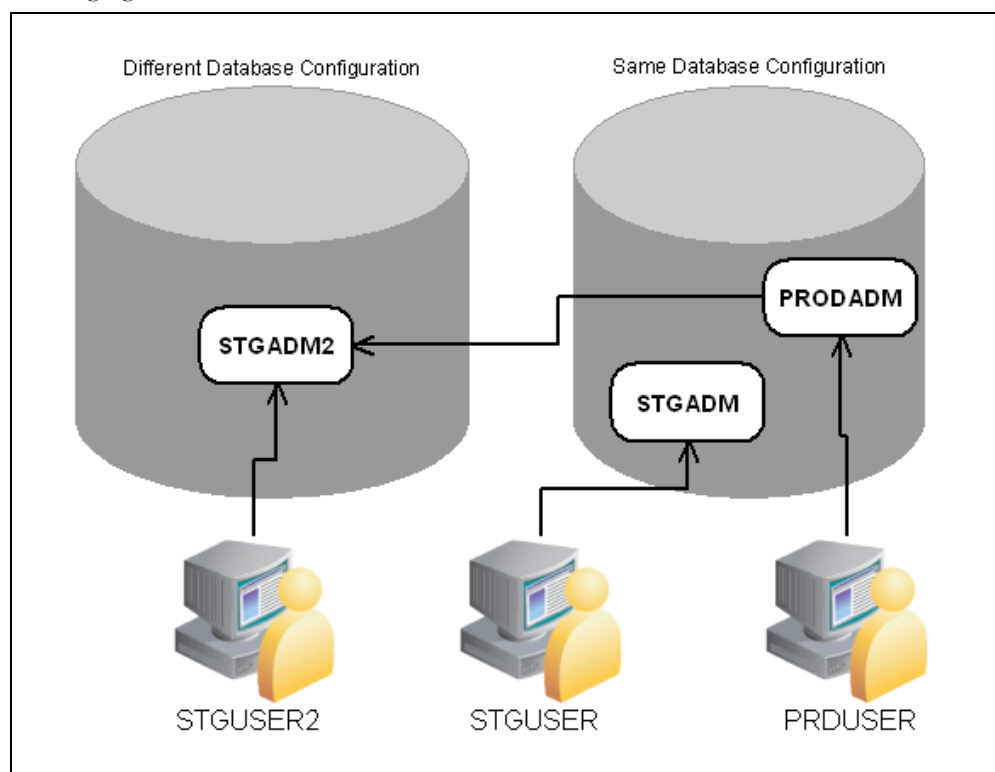 Different Database Configuration
Same Database Configuration
PRODADM
STGADM2
STGADM
STGUSER2
STGUSER
PRDUSER